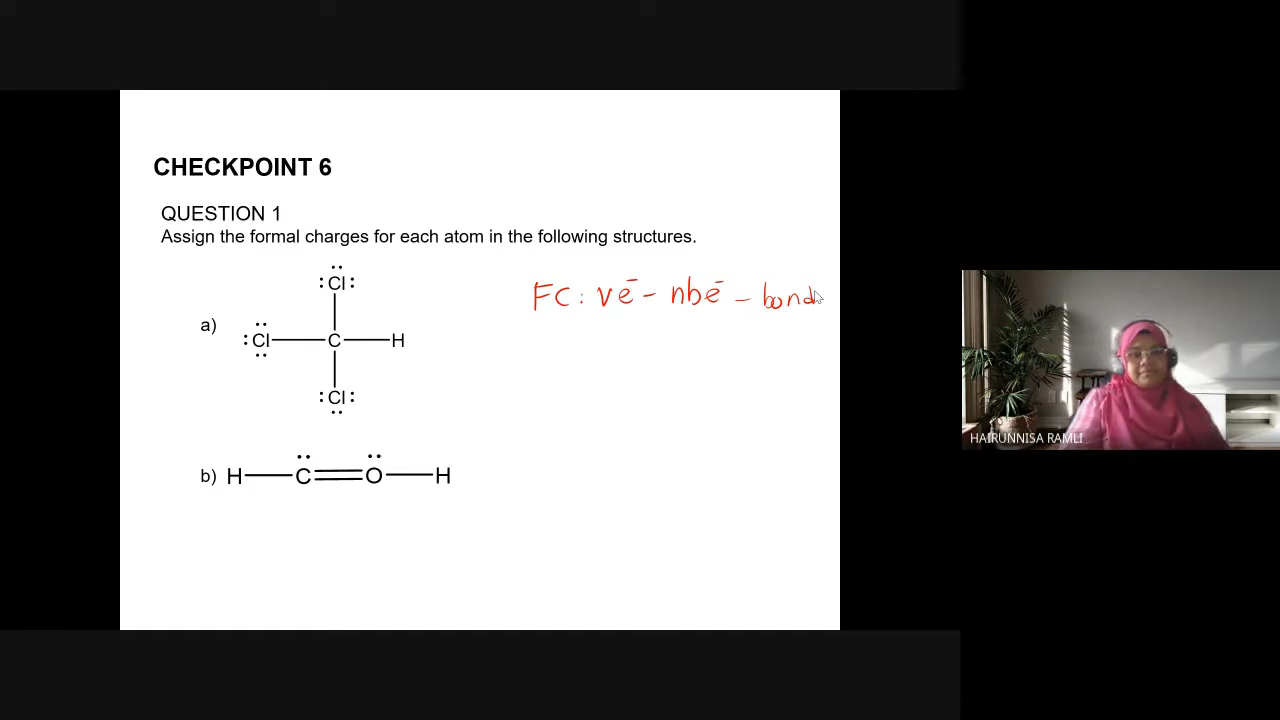 CHECKPOINT 6
QUESTION 1
Assign the formal charges for each atom in the following structures.
FC : ve⁻ - nbe⁻ - bond
a)
Cl
Cl C H
Cl
b) H C O H
HAIRUNNISA RAMLI